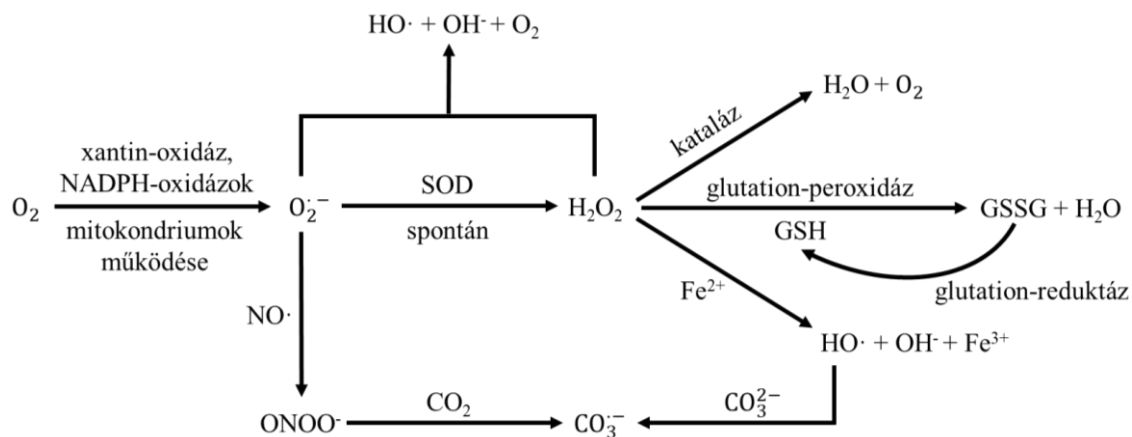 HO· + OH⁻ + O₂
H₂O + O₂
xantin-oxidáz,
NADPH-oxidázok
kataláz
O₂
O₂·⁻
SOD
H₂O₂
glutation-peroxidáz
GSSG + H₂O
mitokondriumok
működése
spontán
GSH
Fe²⁺
glutation-reduktáz
NO·
HO· + OH⁻ + Fe³⁺
ONOO⁻
CO₂
CO₃·⁻
CO₃²⁻